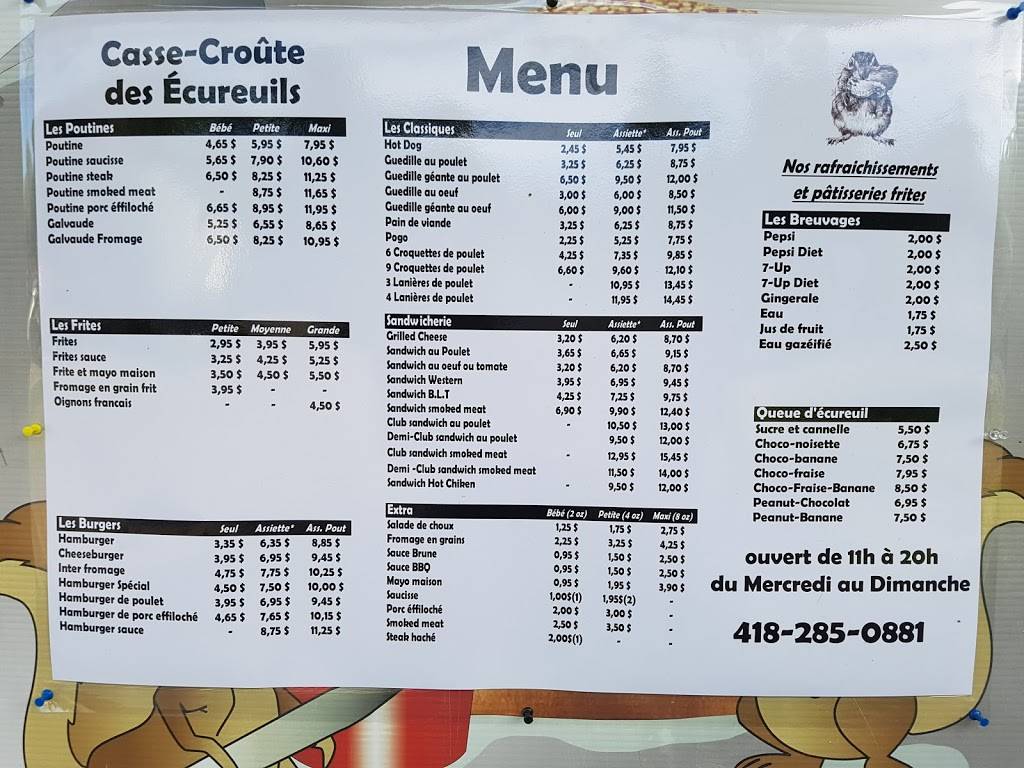 Casse-Croûte
des Écureuils
Les Poutines Bébé Petite Maxi
Poutine 4,65 $ 5,95 $ 7,95 $
Poutine saucisse 5,65 $ 7,90 $ 10,60 $
Poutine steak 6,50 $ 8,25 $ 11,25 $
Poutine smoked meat - 8,75 $ 11,65 $
Poutine porc éffiloché 6,65 $ 8,95 $ 11,95 $
Galvaude 5,25 $ 6,55 $ 8,65 $
Galvaude Fromage 6,50 $ 8,25 $ 10,95 $
Les Frites Petite Moyenne Grande
Frites 2,95 $ 3,95 $ 5,95 $
Frites sauce 3,25 $ 4,25 $ 5,25 $
Frite et mayo maison 3,50 $ 4,50 $ 5,50 $
Fromage en grain frit 3,95 $ - -
Oignons francais - - 4,50 $
Les Burgers Seul Assiette* Ass. Pout
Hamburger 3,35 $ 6,35 $ 8,85 $
Cheeseburger 3,95 $ 6,95 $ 9,45 $
Inter fromage 4,75 $ 7,75 $ 10,25 $
Hamburger Spécial 4,50 $ 7,50 $ 10,00 $
Hamburger de poulet 3,95 $ 6,95 $ 9,45 $
Hamburger de porc effiloché 4,65 $ 7,65 $ 10,15 $
Hamburger sauce - 8,75 $ 11,25 $
Menu
Les Classiques Seul Assiette* Ass. Pout
Hot Dog 2,45 $ 5,45 $ 7,95 $
Guedille au poulet 3,25 $ 6,25 $ 8,75 $
Guedille géante au poulet 6,50 $ 9,50 $ 12,00 $
Guedille au oeuf 3,00 $ 6,00 $ 8,50 $
Guedille géante au oeuf 6,00 $ 9,00 $ 11,50 $
Pain de viande 3,25 $ 6,25 $ 8,75 $
Pogo 2,25 $ 5,25 $ 7,75 $
6 Croquettes de poulet 4,25 $ 7,35 $ 9,85 $
9 Croquettes de poulet 6,60 $ 9,60 $ 12,10 $
3 Lanières de poulet - 10,95 $ 13,45 $
4 Lanières de poulet - 11,95 $ 14,45 $
Sandwicherie Seul Assiette* Ass. Pout
Grilled Cheese 3,20 $ 6,20 $ 8,70 $
Sandwich au Poulet 3,65 $ 6,65 $ 9,15 $
Sandwich au oeuf ou tomate 3,20 $ 6,20 $ 8,70 $
Sandwich Western 3,95 $ 6,95 $ 9,45 $
Sandwich B.L.T 4,25 $ 7,25 $ 9,75 $
Sandwich smoked meat 6,90 $ 9,90 $ 12,40 $
Club sandwich au poulet - 10,50 $ 13,00 $
Demi-Club sandwich au poulet 9,50 $ 12,00 $
Club sandwich smoked meat - 12,95 $ 15,45 $
Demi -Club sandwich smoked meat 11,50 $ 14,00 $
Sandwich Hot Chiken - 9,50 $ 12,00 $
Extra Bébé (2 oz) Petite (4 oz) Maxi (8 oz)
Salade de choux 1,25 $ 1,75 $ 2,75 $
Fromage en grains 2,25 $ 3,25 $ 4,25 $
Sauce Brune 0,95 $ 1,50 $ 2,50 $
Sauce BBQ 0,95 $ 1,50 $ 2,50 $
Mayo maison 0,95 $ 1,95 $ 3,90 $
Saucisse 1,00$(1) 1,95$(2) -
Porc éffiloché 2,00 $ 3,00 $ -
Smoked meat 2,50 $ 3,50 $ -
Steak haché 2,00$(1) - -
Nos rafraichissements
et pâtisseries frites
Les Breuvages
Pepsi 2,00 $
Pepsi Diet 2,00 $
7-Up 2,00 $
7-Up Diet 2,00 $
Gingerale 2,00 $
Eau 1,75 $
Jus de fruit 1,75 $
Eau gazéifié 2,50 $
Queue d'écureuil
Sucre et cannelle 5,50 $
Choco-noisette 6,75 $
Choco-banane 7,50 $
Choco-fraise 7,95 $
Choco-Fraise-Banane 8,50 $
Peanut-Chocolat 6,95 $
Peanut-Banane 7,50 $
ouvert de 11h à 20h
du Mercredi au Dimanche
418-285-0881